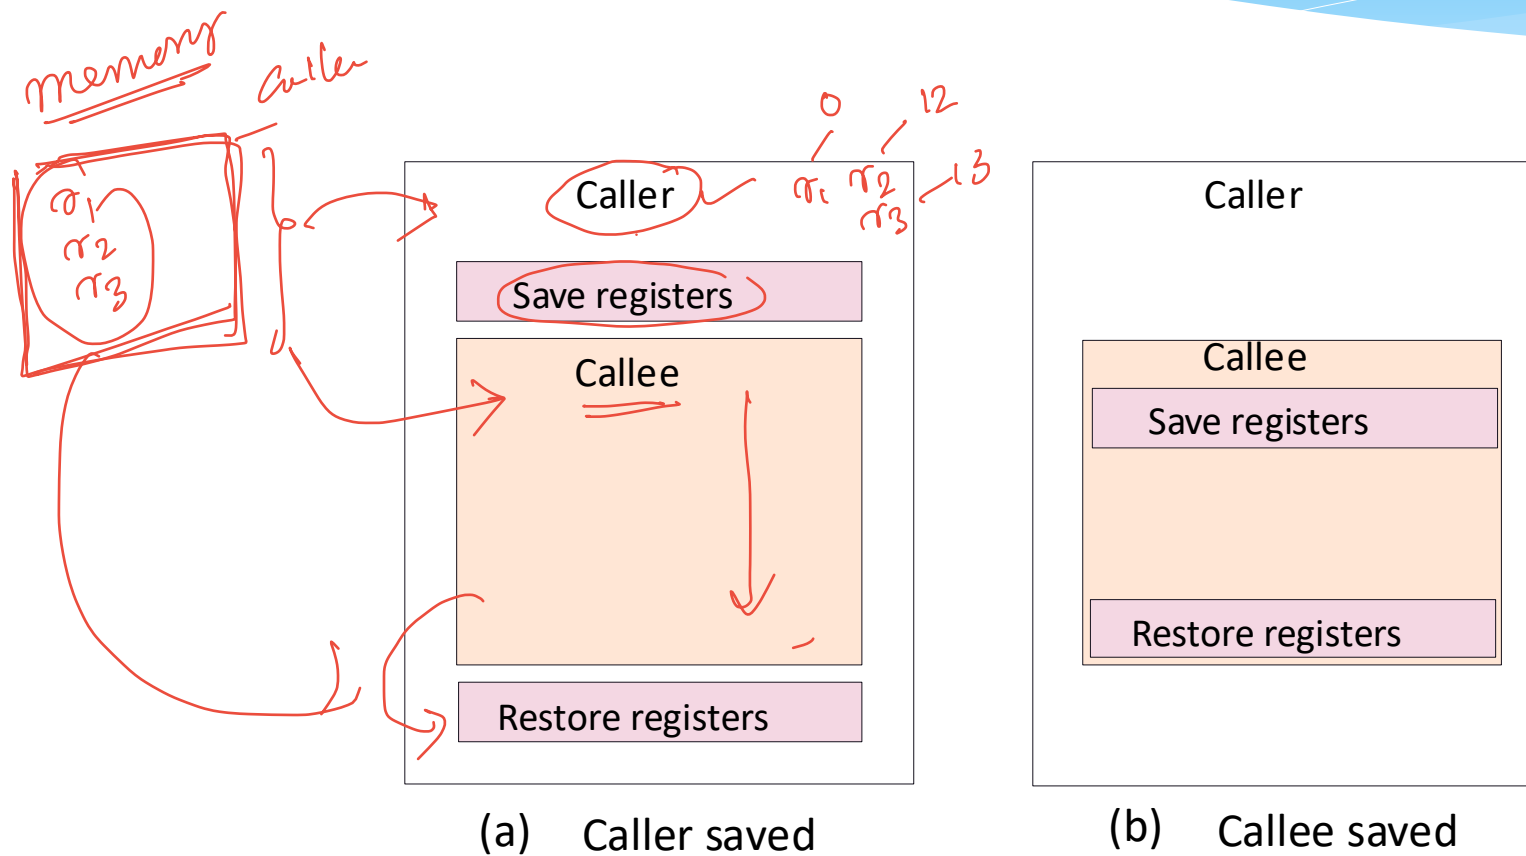 memory
Caller
r1
r2
r3
0
12
r1 r2
r3
13
Caller
Save registers
Callee
Restore registers
(a) Caller saved
Caller
Callee
Save registers
Restore registers
(b) Callee saved